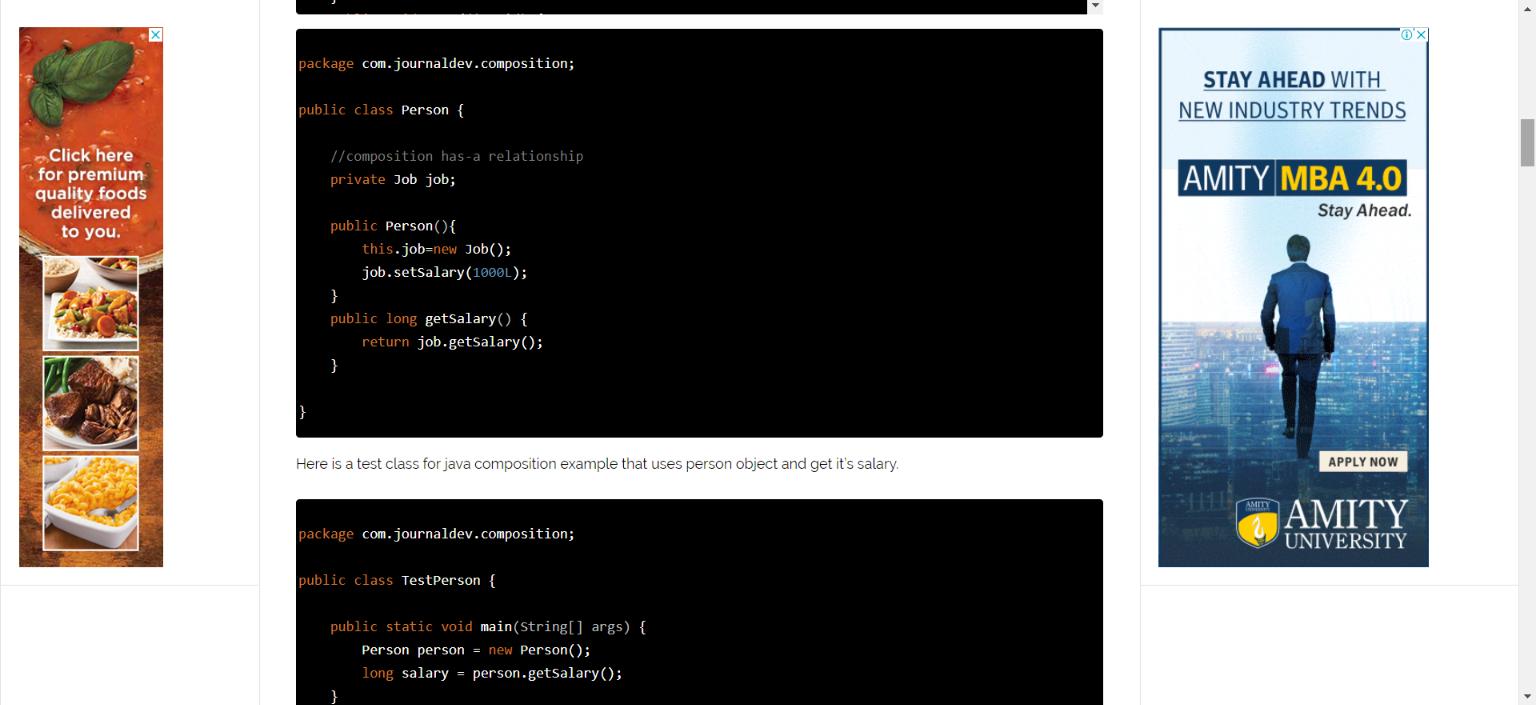 }
package com.journaldev.composition;
public class Person {
//composition has-a relationship
private Job job;
public Person(){
this.job=new Job();
job.setSalary(1000L);
}
public long getSalary() {
return job.getSalary();
}
}
Here is a test class for java composition example that uses person object and get it's salary.
package com.journaldev.composition;
public class TestPerson {
public static void main(String[] args) {
Person person = new Person();
long salary = person.getSalary();
}
Click here
for premium
quality foods
delivered
to you.
STAY AHEAD WITH
NEW INDUSTRY TRENDS
AMITY MBA 4.0
Stay Ahead.
APPLY NOW
AMITY
UNIVERSITY